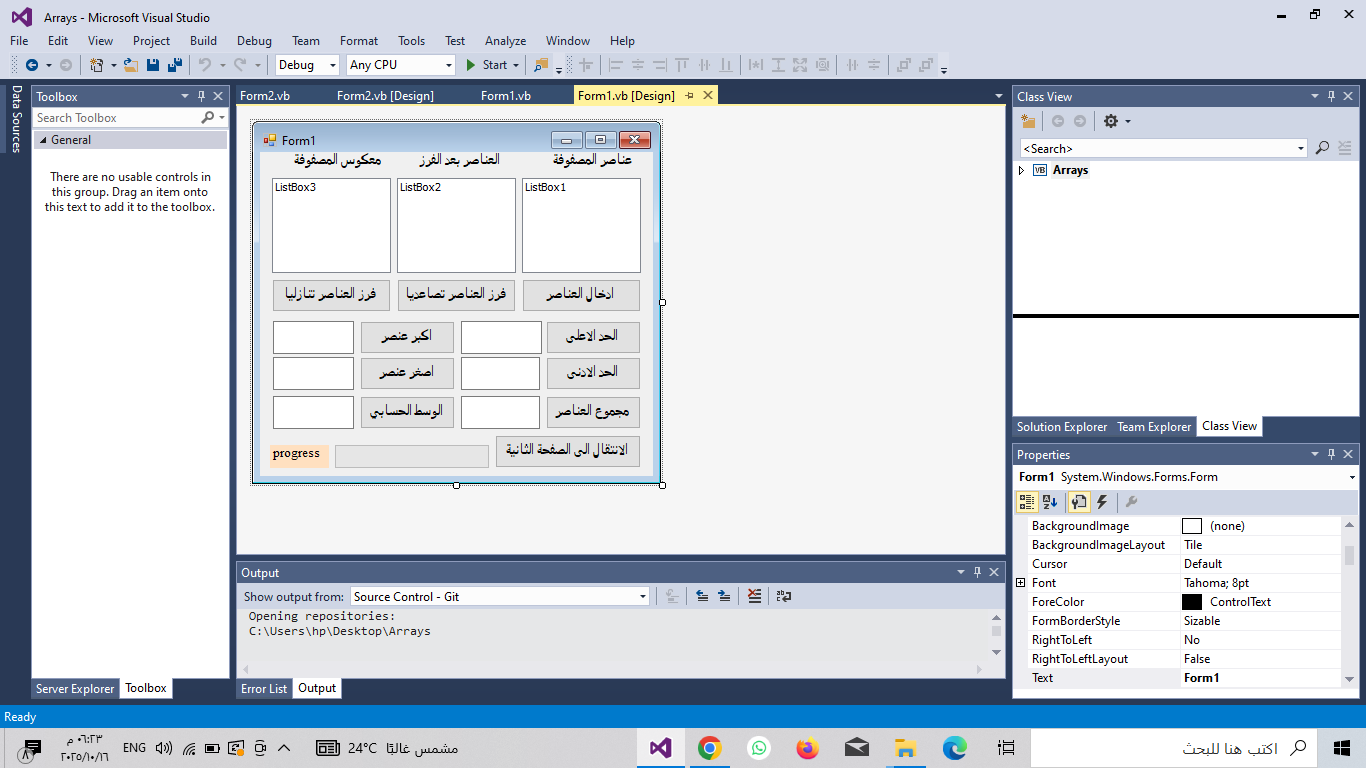 Arrays - Microsoft Visual Studio
File Edit View Project Build Debug Team Format Tools Test Analyze Window Help
Debug Any CPU Start
Data Sources
Toolbox
Search Toolbox
General
There are no usable controls in
this group. Drag an item onto
this text to add it to the toolbox.
Server Explorer Toolbox
Form2.vb Form2.vb [Design] Form1.vb Form1.vb [Design]
Form1
عناصر المصفوفة العناصر بعد الفرز معكوس المصفوفة
ListBox3 ListBox2 ListBox1
ادخال العناصر فرز العناصر تصاعديا فرز العناصر تنازليا
الحد الاعلى اكبر عنصر
الحد الادنى اصغر عنصر
مجموع العناصر الوسط الحسابي
الانتقال الى الصفحة الثانية
progress
Output
Show output from: Source Control - Git
Opening repositories:
C:\Users\hp\Desktop\Arrays
Error List Output
Class View
<Search>
VB Arrays
Solution Explorer Team Explorer Class View
Properties
Form1 System.Windows.Forms.Form
BackgroundImage (none)
BackgroundImageLayout Tile
Cursor Default
Font Tahoma; 8pt
ForeColor ControlText
FormBorderStyle Sizable
RightToLeft No
RightToLeftLayout False
Text Form1
Ready
٠٦:٢٣ م
٢٠٢٥/١٠/١٦
٨
ENG
24°C مشمس غالبًا
اكتب هنا للبحث